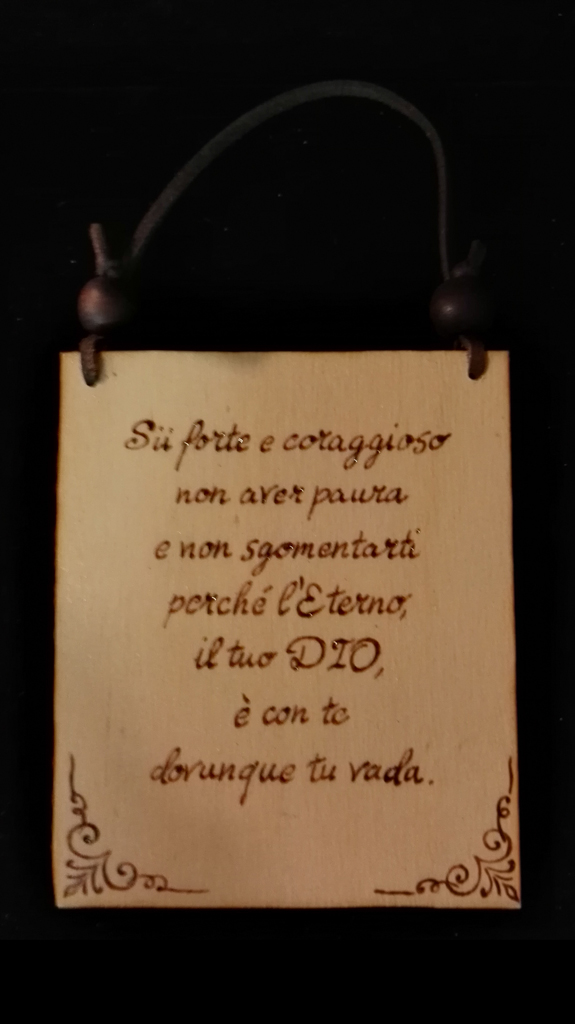 Sii forte e coraggioso
non aver paura
e non sgomentarti
perché l'Eterno,
il tuo DIO,
è con te
dovunque tu vada.